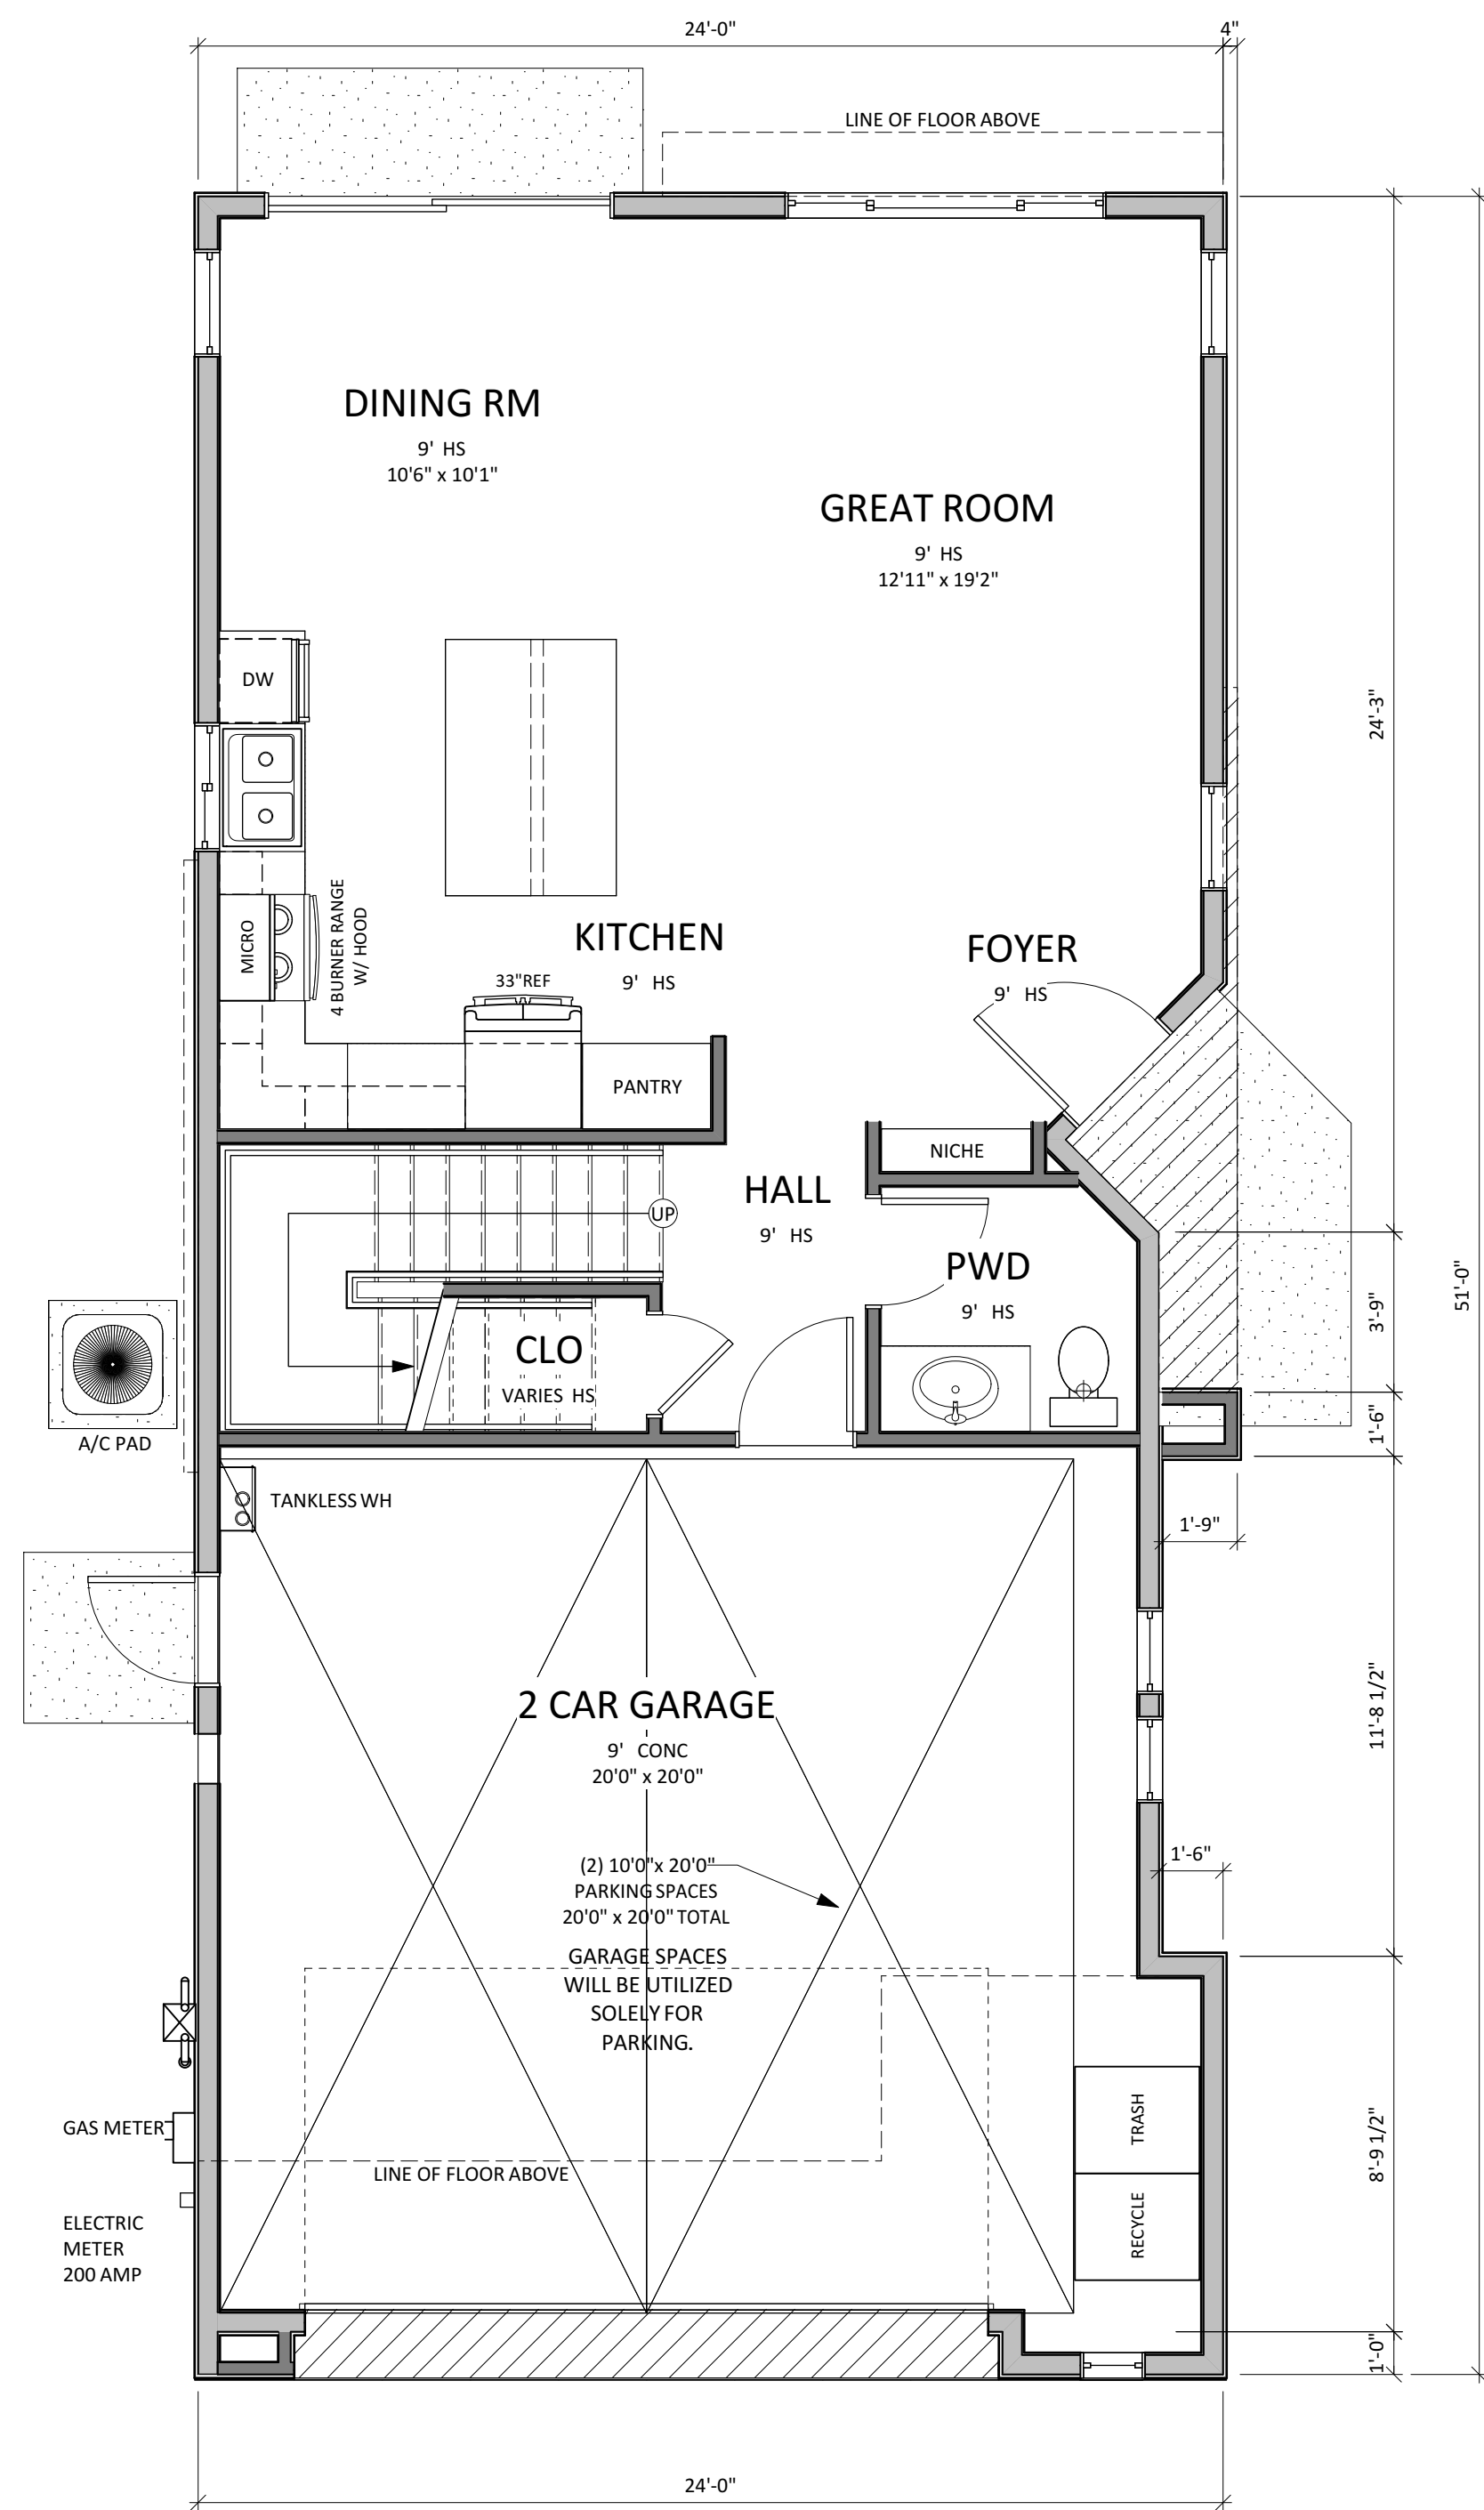 24'-0"
4"
LINE OF FLOOR ABOVE
DINING RM
9' HS
10'6" x 10'1"
GREAT ROOM
9' HS
12'11" x 19'2"
DW
24'-3"
MICRO
4 BURNER RANGE
W/ HOOD
KITCHEN
9' HS
33"REF
FOYER
9' HS
PANTRY
NICHE
HALL
9' HS
UP
PWD
9' HS
51'-0"
3'-9"
CLO
VARIES HS
A/C PAD
1'-6"
TANKLESS WH
1'-9"
2 CAR GARAGE
9' CONC
20'0" x 20'0"
11'-8 1/2"
(2) 10'0"x 20'0"
PARKING SPACES
20'0" x 20'0" TOTAL
1'-6"
GARAGE SPACES
WILL BE UTILIZED
SOLELY FOR
PARKING.
GAS METER
TRASH
8'-9 1/2"
LINE OF FLOOR ABOVE
RECYCLE
ELECTRIC
METER
200 AMP
1'-0"
24'-0"